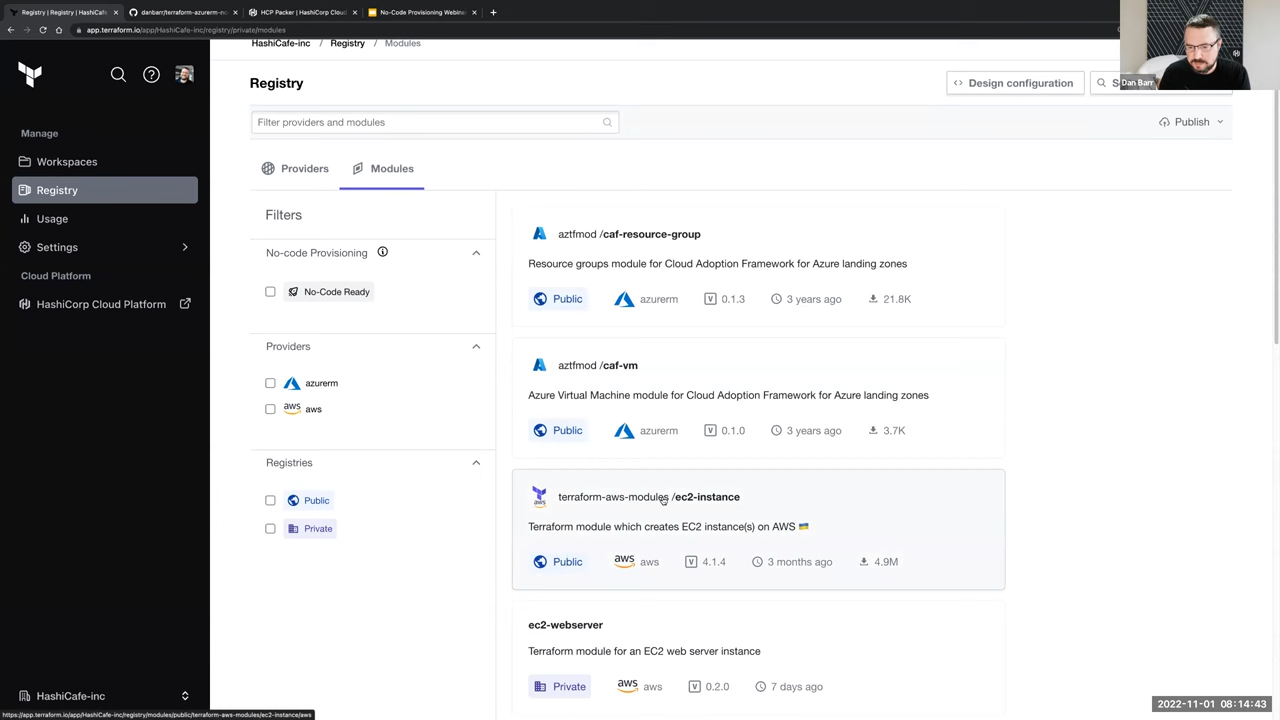 Registry | Registry | HashiCafe
danbarr/terraform-azurerm-no
HCP Packer | HashiCorp Cloud
No-Code Provisioning Webinar
app.terraform.io/app/HashiCafe-inc/registry/private/modules
HashiCafe-inc / Registry / Modules
Registry
<> Design configuration
Dan Barr
Filter providers and modules
Publish
Manage
Workspaces
Registry
Usage
Settings
Cloud Platform
HashiCorp Cloud Platform
Providers
Modules
Filters
No-code Provisioning
No-Code Ready
Providers
azurerm
aws
Registries
Public
Private
aztfmod /caf-resource-group
Resource groups module for Cloud Adoption Framework for Azure landing zones
Public azurerm 0.1.3 3 years ago 21.8K
aztfmod /caf-vm
Azure Virtual Machine module for Cloud Adoption Framework for Azure landing zones
Public azurerm 0.1.0 3 years ago 3.7K
terraform-aws-modules /ec2-instance
Terraform module which creates EC2 instance(s) on AWS 🇺🇦
Public aws aws 4.1.4 3 months ago 4.9M
ec2-webserver
Terraform module for an EC2 web server instance
Private aws aws 0.2.0 7 days ago
HashiCafe-inc
https://app.terraform.io/app/HashiCafe-inc/registry/modules/public/terraform-aws-modules/ec2-instance/aws
2022-11-01 08:14:43